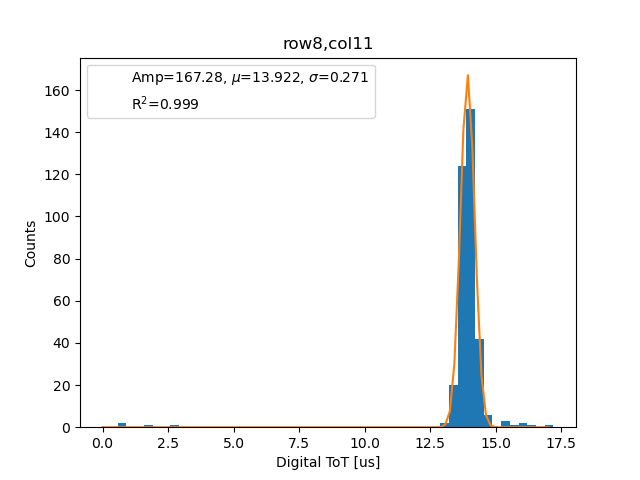 row8,col11
Amp=167.28, μ=13.922, σ=0.271
R²=0.999
160
140
120
100
80
60
40
20
0
Counts
0.0 2.5 5.0 7.5 10.0 12.5 15.0 17.5
Digital ToT [us]